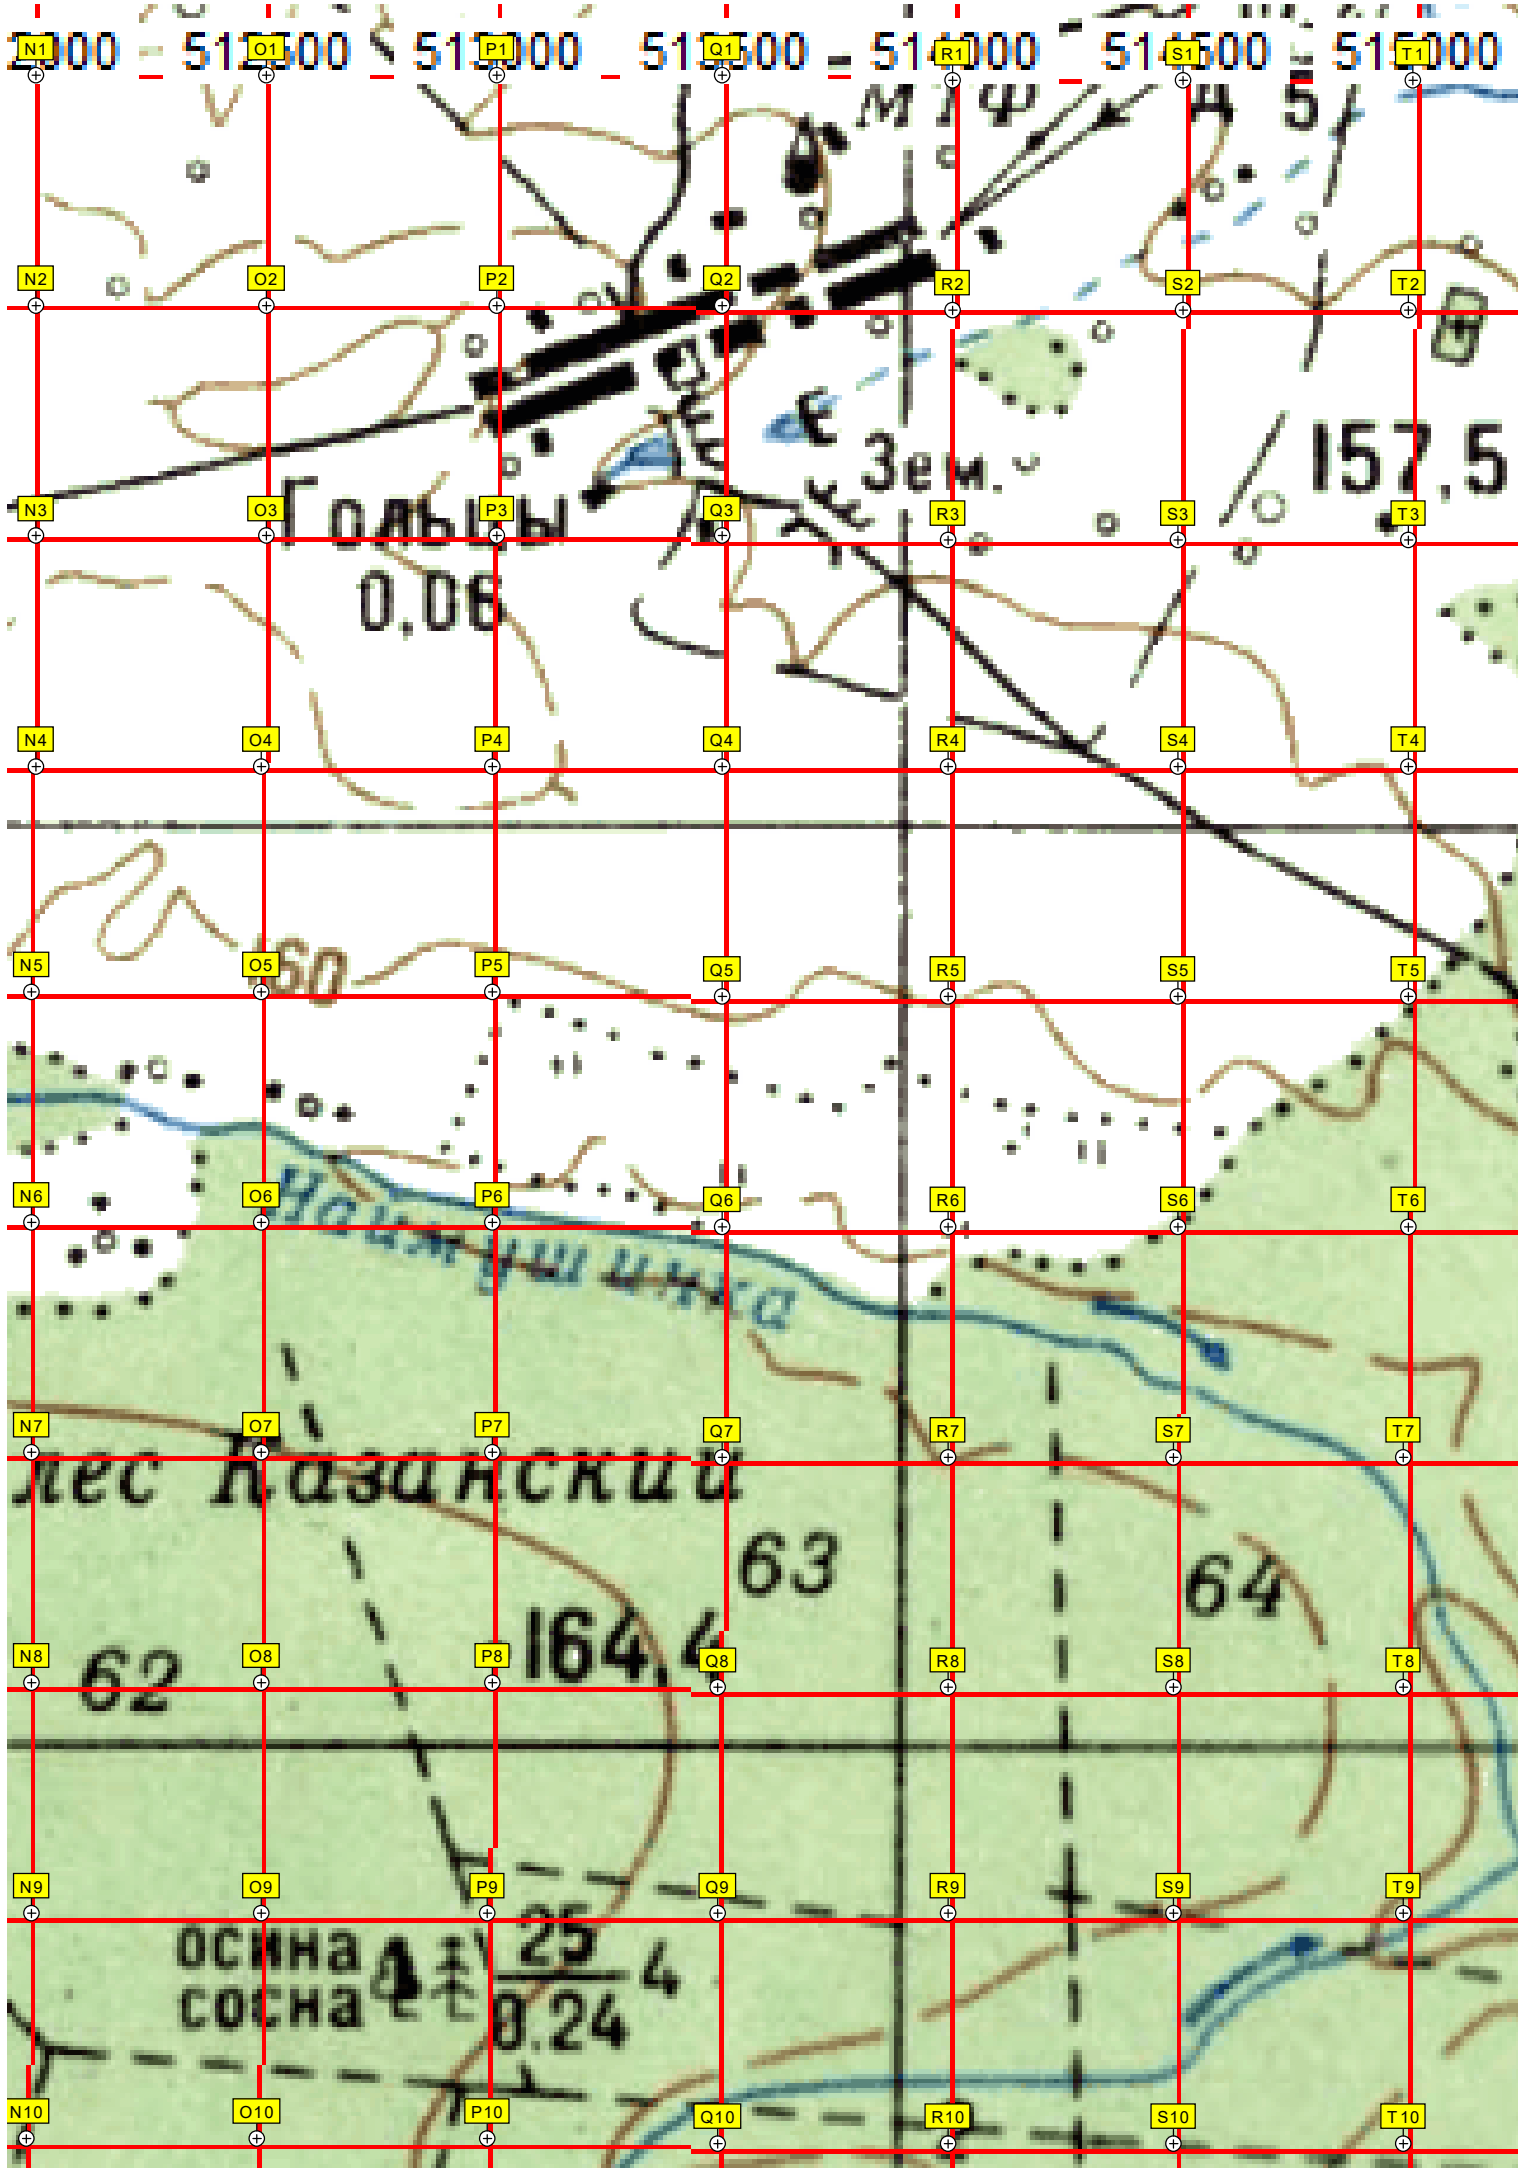 2000 512500 513000 513500 514000 514500 515000
N1 O1 P1 Q1 R1 S1 T1
МТФ 5
N2 O2 P2 Q2 R2 S2 T2
Зем. 157,5
N3 O3 P3 Q3 R3 S3 T3
Гольцы
0,06
N4 O4 P4 Q4 R4 S4 T4
N5 O5 P5 Q5 R5 S5 T5
160
N6 O6 P6 Q6 R6 S6 T6
Наимушинка
N7 O7 P7 Q7 R7 S7 T7
лес Казанский
63
64
164,4
62
N8 O8 P8 Q8 R8 S8 T8
N9 O9 P9 Q9 R9 S9 T9
осина 25
сосна 0.24 4
N10 O10 P10 Q10 R10 S10 T10